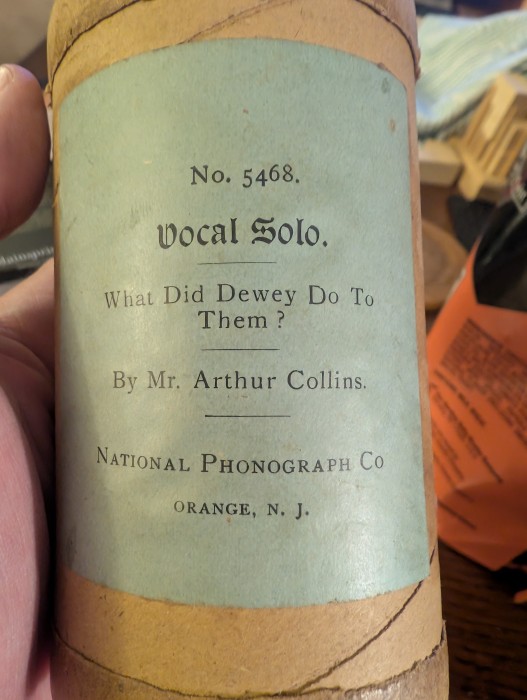 No. 5468.
Vocal Solo.
What Did Dewey Do To
Them ?
By Mr. Arthur Collins.
NATIONAL PHONOGRAPH CO
ORANGE, N. J.